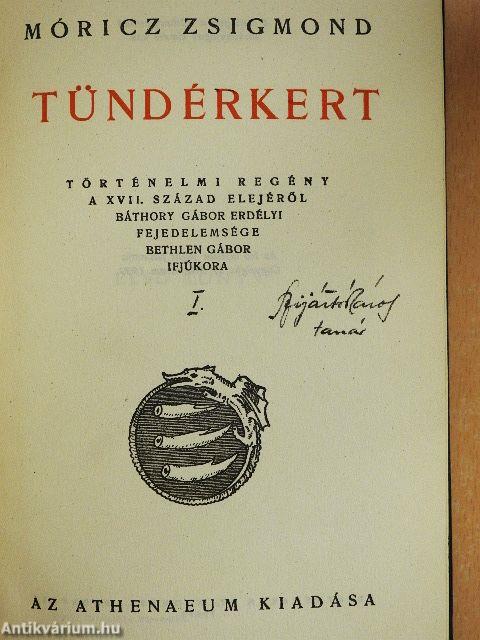 MÓRICZ ZSIGMOND
TÜNDÉRKERT
TÖRTÉNELMI REGÉNY
A XVII. SZÁZAD ELEJÉRŐL
BÁTHORY GÁBOR ERDÉLYI
FEJEDELEMSÉGE
BETHLEN GÁBOR
IFJÚKORA
I.
tanár
AZ ATHENAEUM KIADÁSA
Antikvárium.hu